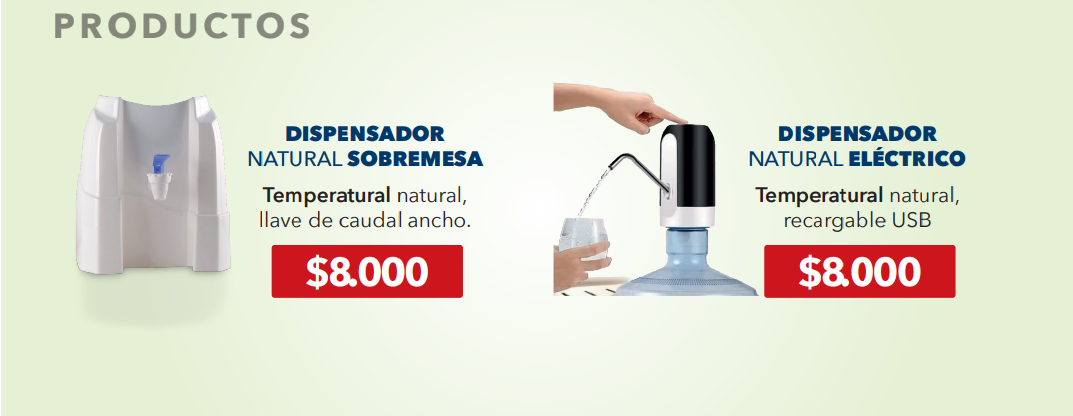 PRODUCTOS
DISPENSADOR
NATURAL SOBREMESA
Temperatural natural,
llave de caudal ancho.
$8.000
DISPENSADOR
NATURAL ELÉCTRICO
Temperatural natural,
recargable USB
$8.000